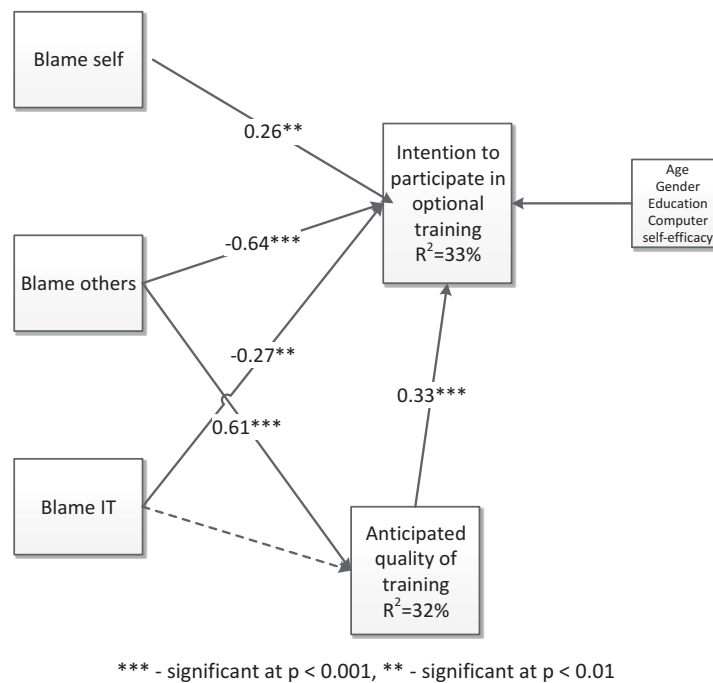 Blame self
0.26**
Intention to
participate in
optional
training
R²=33%
Age
Gender
Education
Computer
self-efficacy
-0.64***
Blame others
-0.27**
0.33***
0.61***
Blame IT
Anticipated
quality of
training
R²=32%
*** - significant at p < 0.001, ** - significant at p < 0.01